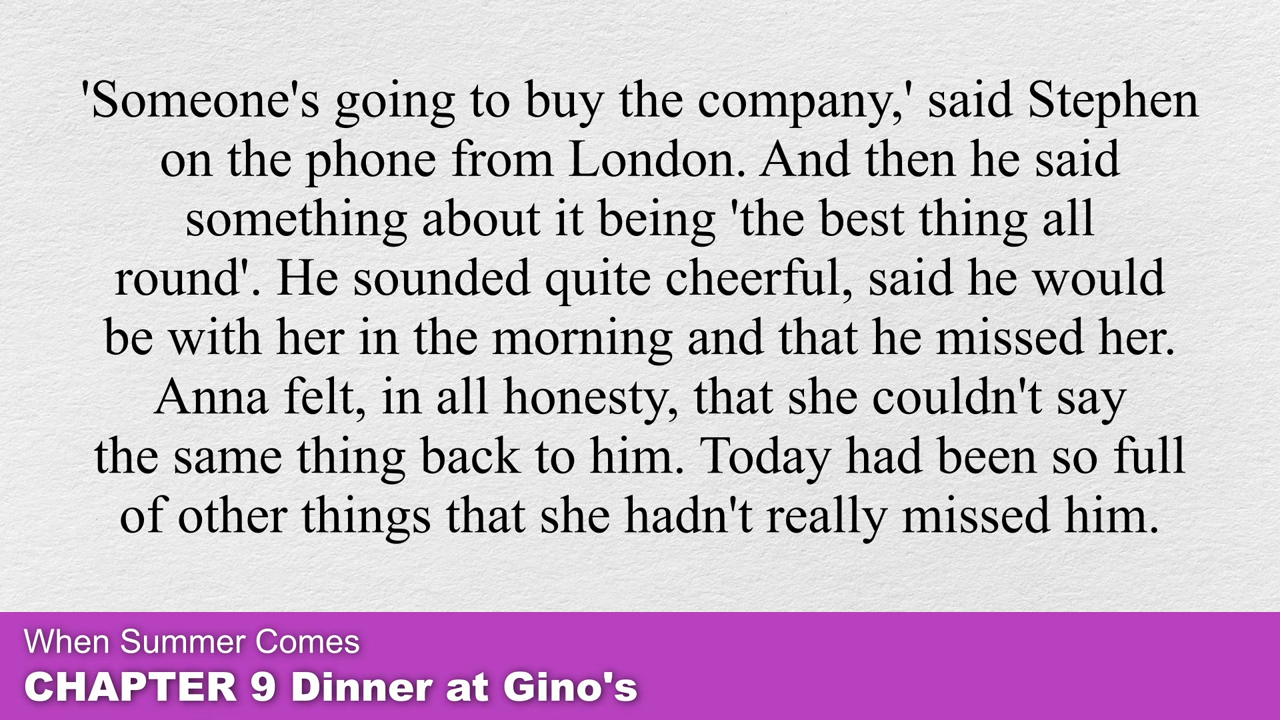 'Someone's going to buy the company,' said Stephen
on the phone from London. And then he said
something about it being 'the best thing all
round'. He sounded quite cheerful, said he would
be with her in the morning and that he missed her.
Anna felt, in all honesty, that she couldn't say
the same thing back to him. Today had been so full
of other things that she hadn't really missed him.
When Summer Comes
CHAPTER 9 Dinner at Gino's